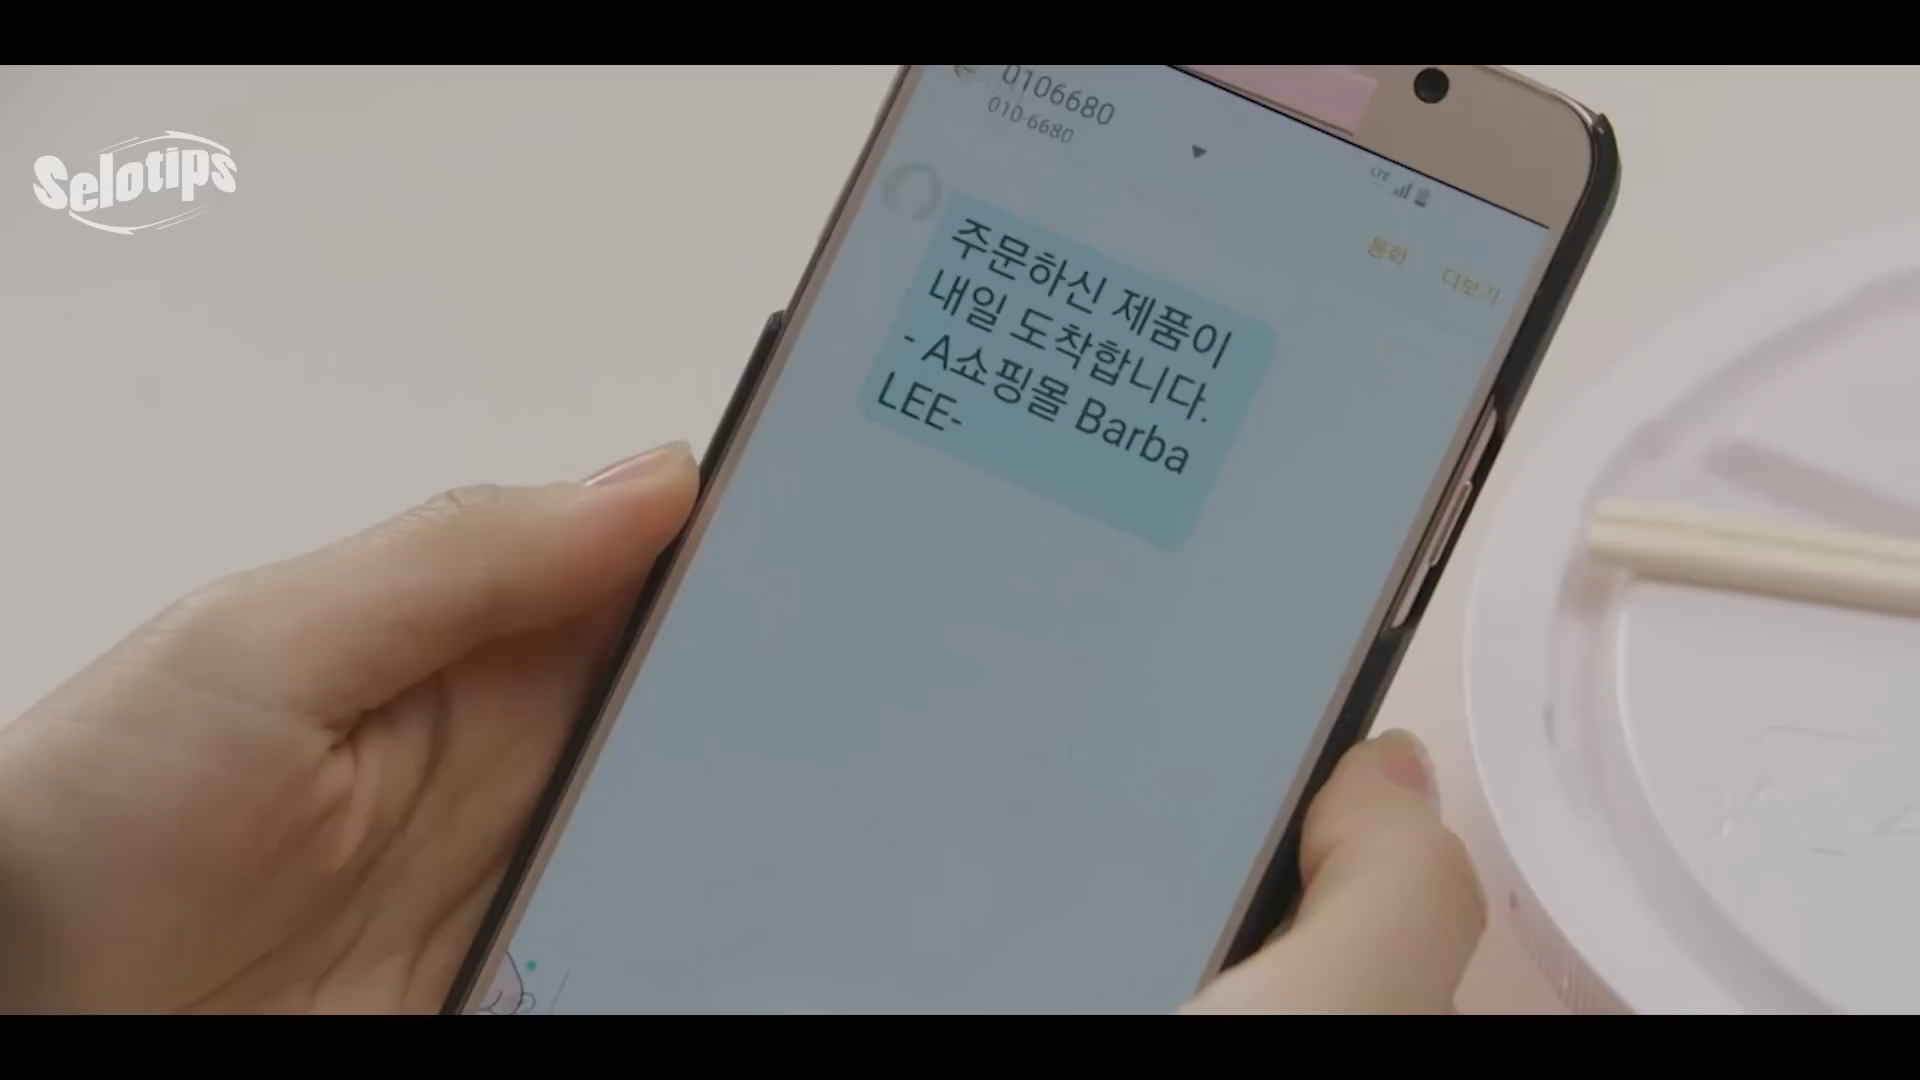 Selotips
0106680
010-6680
LTE
통화 더보기
주문하신 제품이
내일 도착합니다.
- A쇼핑몰 Barba
LEE-